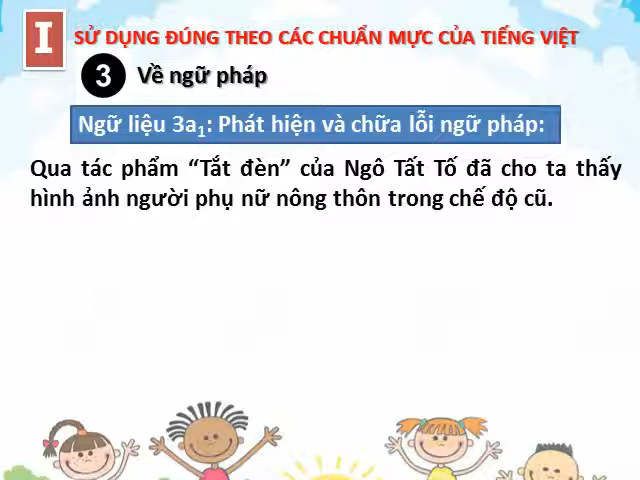 I SỬ DỤNG ĐÚNG THEO CÁC CHUẨN MỰC CỦA TIẾNG VIỆT
3 Về ngữ pháp
Ngữ liệu 3a₁: Phát hiện và chữa lỗi ngữ pháp:
Qua tác phẩm “Tắt đèn” của Ngô Tất Tố đã cho ta thấy
hình ảnh người phụ nữ nông thôn trong chế độ cũ.